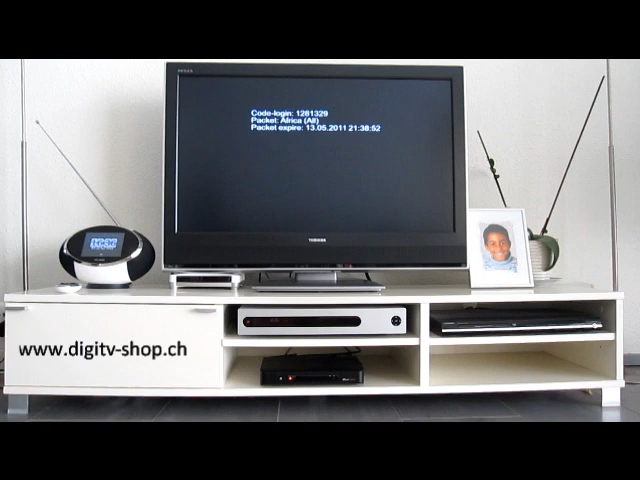 REGZA
Code-login: 1281329
Packet: Africa (All)
Packet expire: 13.05.2011 21:38:52
TOSHIBA
www.digitv-shop.ch